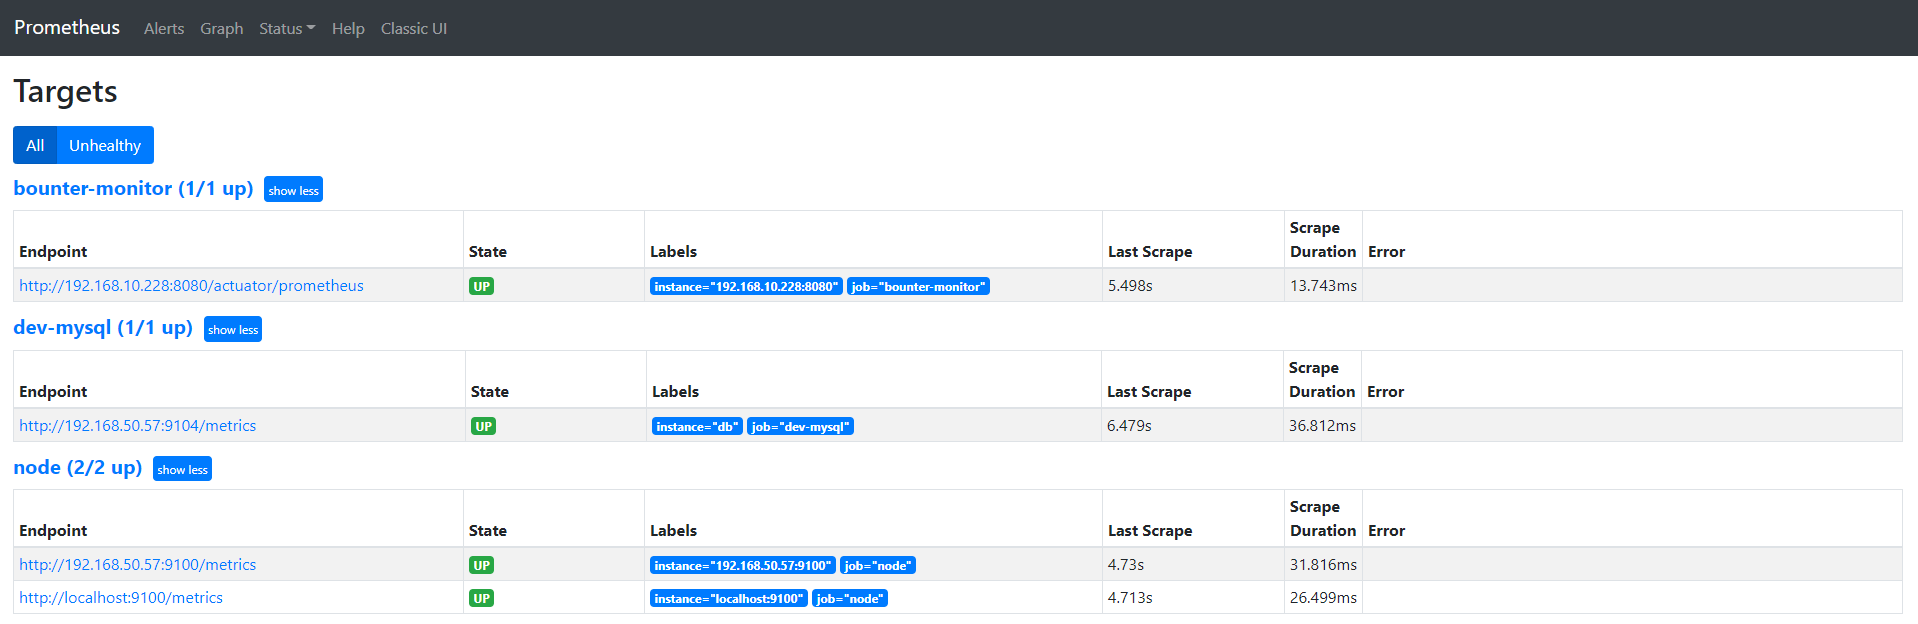 Prometheus Alerts Graph Status Help Classic UI
Targets
All Unhealthy
bounter-monitor (1/1 up) show less
Endpoint State Labels Last Scrape Scrape Duration Error
http://192.168.10.228:8080/actuator/prometheus UP instance="192.168.10.228:8080" job="bounter-monitor" 5.498s 13.743ms
dev-mysql (1/1 up) show less
Endpoint State Labels Last Scrape Scrape Duration Error
http://192.168.50.57:9104/metrics UP instance="db" job="dev-mysql" 6.479s 36.812ms
node (2/2 up) show less
Endpoint State Labels Last Scrape Scrape Duration Error
http://192.168.50.57:9100/metrics UP instance="192.168.50.57:9100" job="node" 4.73s 31.816ms
http://localhost:9100/metrics UP instance="localhost:9100" job="node" 4.713s 26.499ms